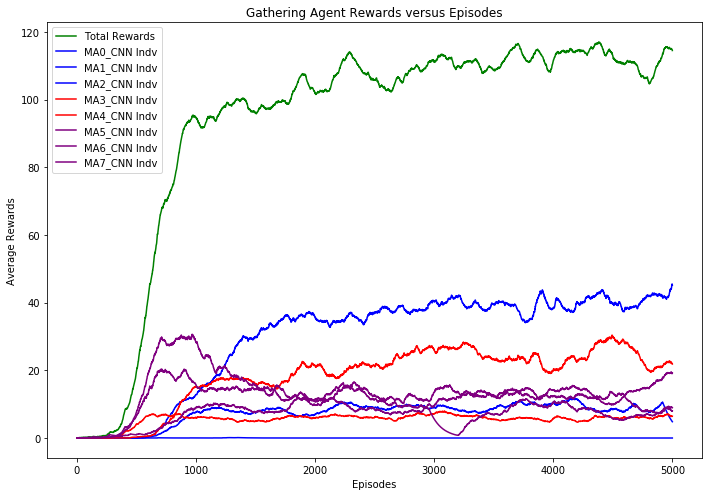 Gathering Agent Rewards versus Episodes
Total Rewards
MA0_CNN Indv
MA1_CNN Indv
MA2_CNN Indv
MA3_CNN Indv
MA4_CNN Indv
MA5_CNN Indv
MA6_CNN Indv
MA7_CNN Indv
Average Rewards
120
100
80
60
40
20
0
0 1000 2000 3000 4000 5000
Episodes